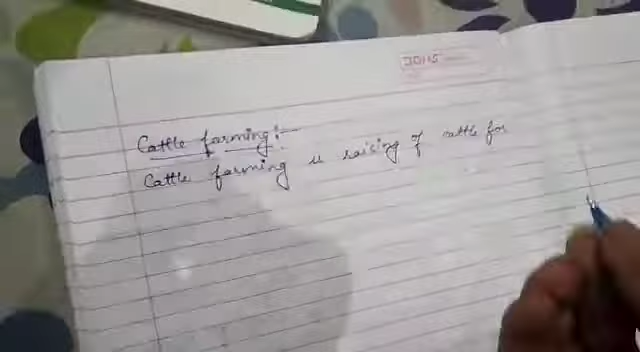 Cattle farming:-
Cattle farming is raising of cattle for